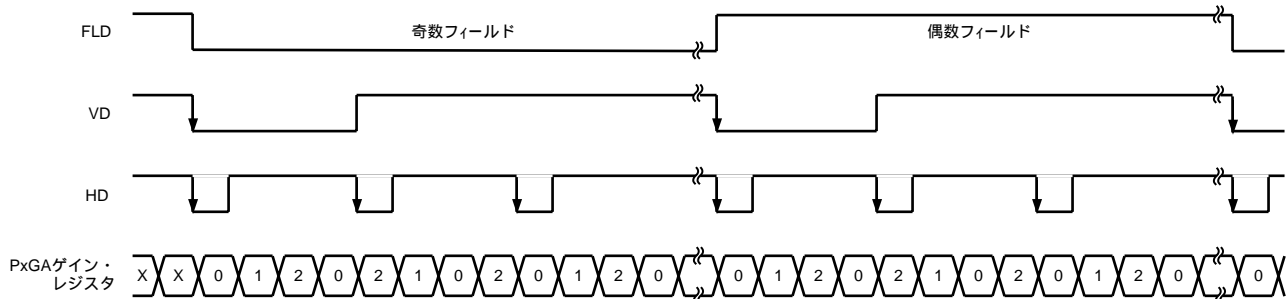 FLD 奇数フィールド 偶数フィールド
VD
HD
PxGAゲイン・
レジスタ X X 0 1 2 0 2 1 0 2 0 1 2 0 0 1 2 0 2 1 0 2 0 1 2 0 0